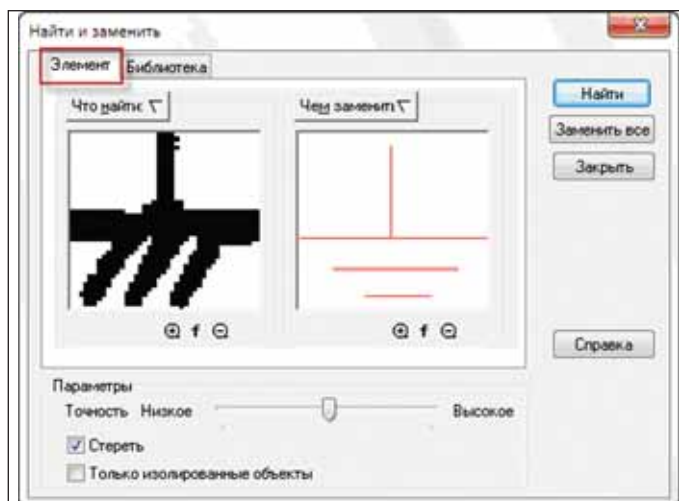 Найти и заменить
Элемент Библиотека
Что найти:
Чем заменить
Найти
Заменить все
Закрыть
Справка
Параметры
Точность Низкое Высокое
Стереть
Только изолированные объекты